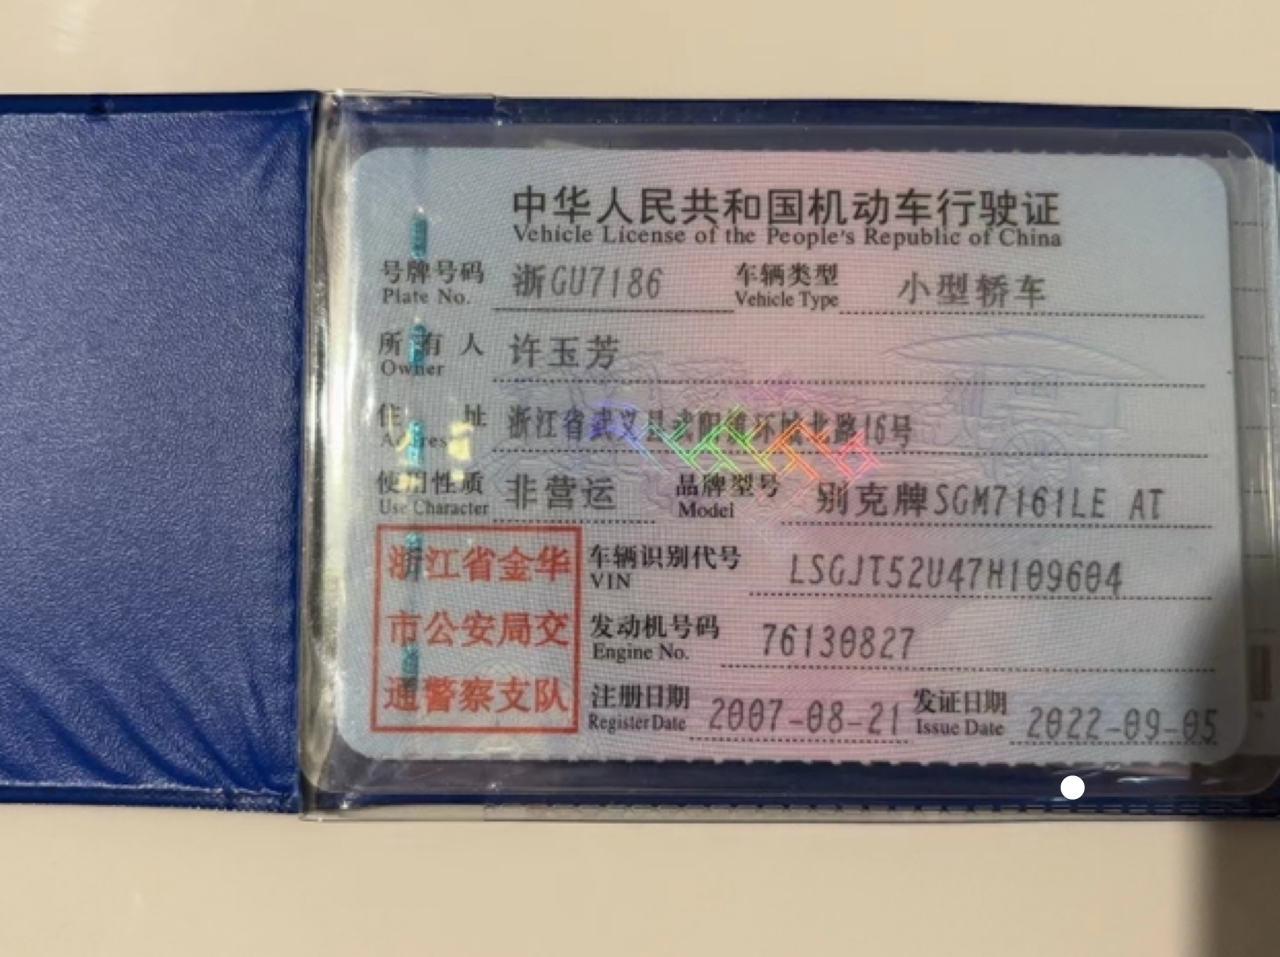 中华人民共和国机动车行驶证
Vehicle License of the People's Republic of China
号牌号码 浙GU7186 车辆类型 小型轿车
Plate No. Vehicle Type
所有人 许玉芳
Owner
住址 浙江省武义县武阳镇环城北路16号
Address
使用性质 非营运 品牌型号 别克牌SGM7161LE AT
Use Character Model
浙江省金华
市公安局交
通警察支队
车辆识别代号 LSGJT52U47H109604
VIN
发动机号码 76130827
Engine No.
注册日期 2007-08-21 发证日期 2022-09-05
Register Date Issue Date